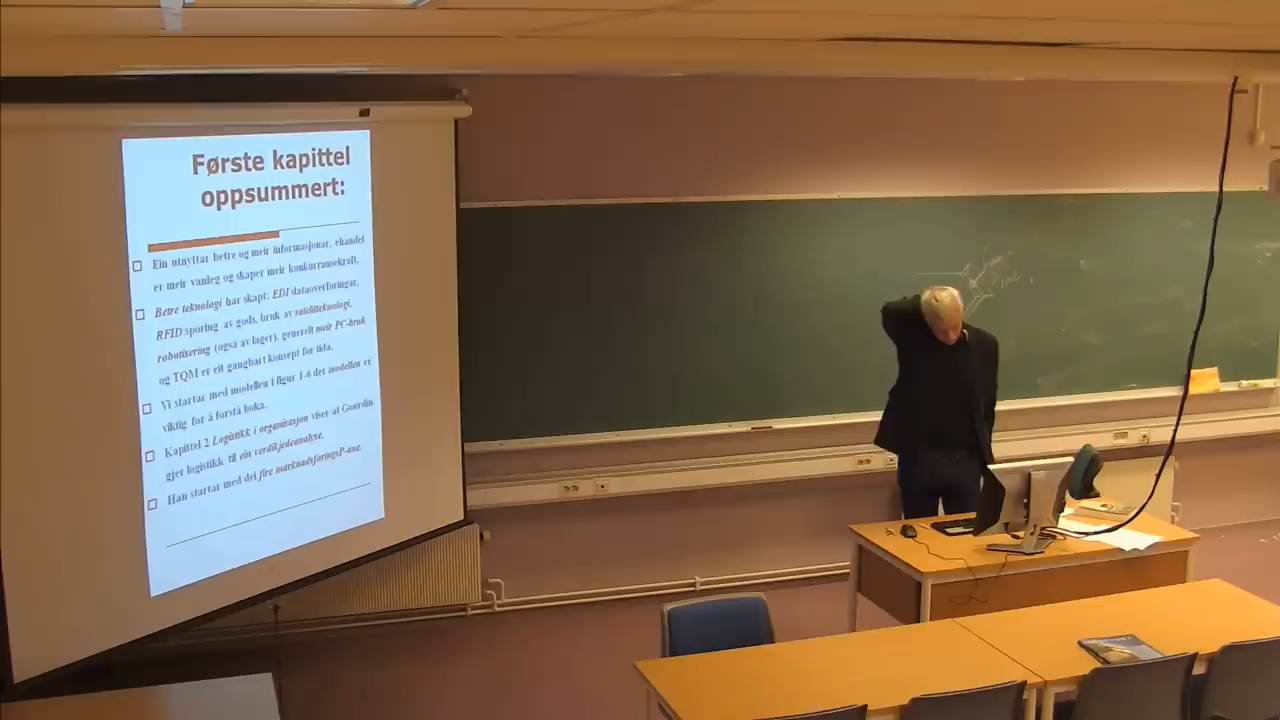 Første kapittel
oppsummert:
Ein utnyttar betre og meir informasjonar, ehandel
er meir vanleg og skaper meir konkurransekraft.
Betre teknologi har skapt; EDI dataoverføringar,
RFID sporing av gods, bruk av satelitteknologi,
robotisering (også av lager), generelt meir PC-bruk
og TQM er eit gangbart konsept for tida.
Vi startar med modellen i figur 1-6 det modellen er
viktig for å forstå boka.
Kapittel 2 Logistikk i organisasjon viser at Gourdin
gjer logistikk til ein verdikjedeanalyse.
Han startar med dei fire marknadsføringsP-ane.